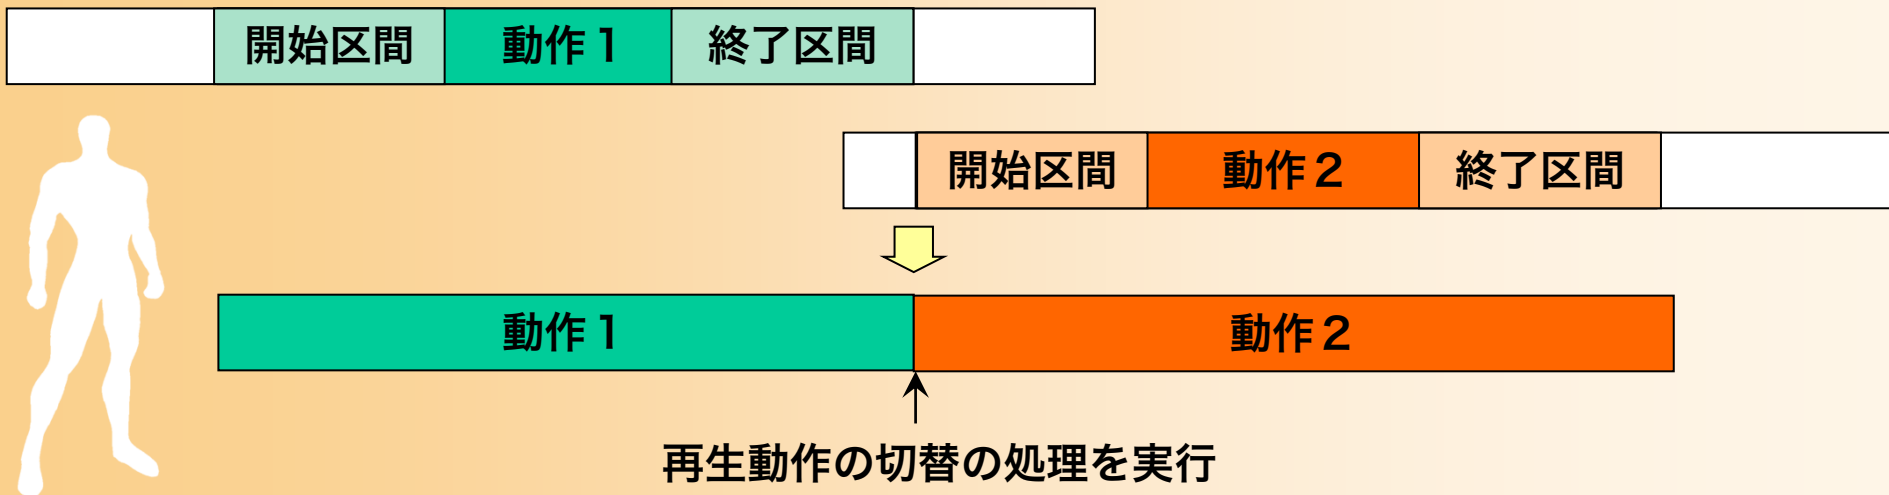 開始区間 動作１ 終了区間
開始区間 動作２ 終了区間
動作１ 動作２
再生動作の切替の処理を実行